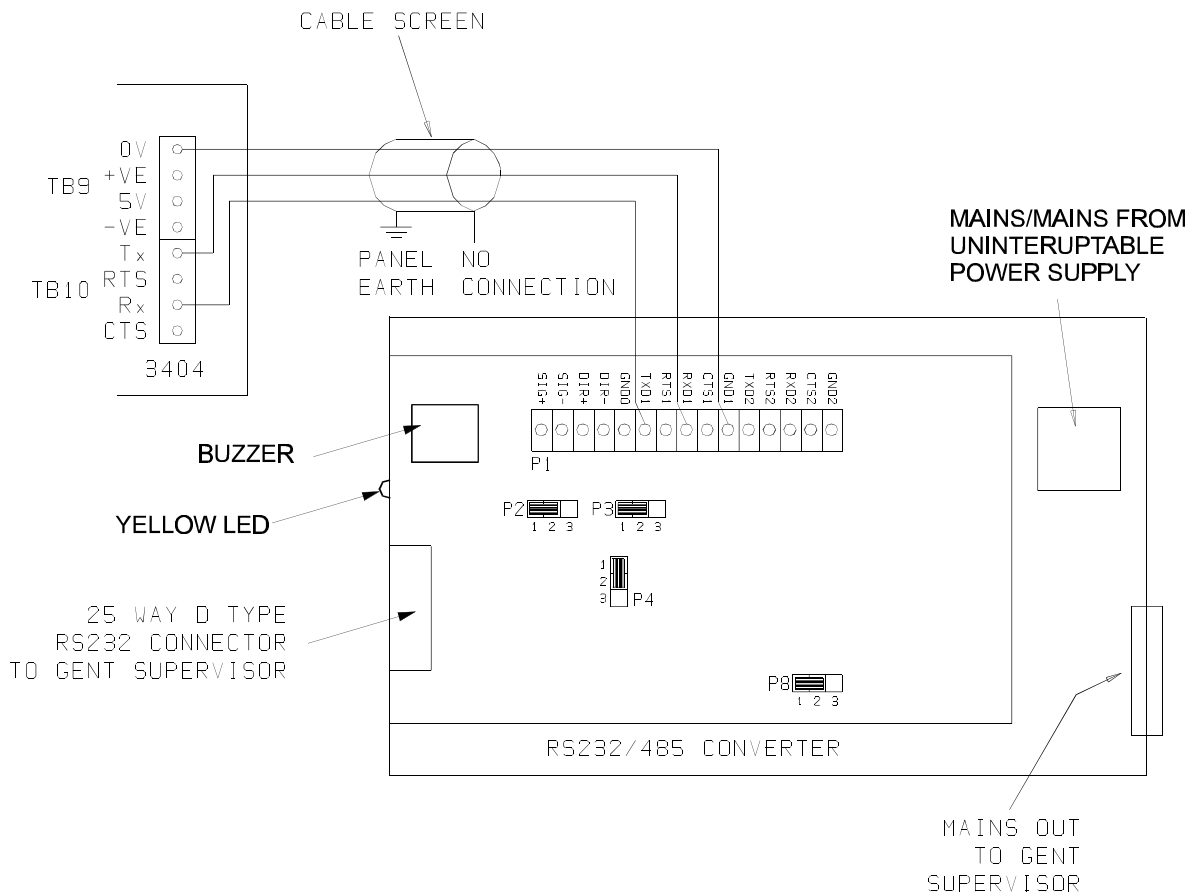 CABLE SCREEN
0V
TB9 +VE
5V
-VE
Tx
TB10 RTS
Rx
CTS
3404
PANEL NO
EARTH CONNECTION
MAINS/MAINS FROM
UNINTERUPTABLE
POWER SUPPLY
SIG+ SIG- DIR+ DIR- GND0 TXD1 RTS1 RXD1 CTS1 GND1 TXD2 RTS2 RXD2 CTS2 GND2
P1
BUZZER
YELLOW LED
P2 P3
1 2 3 1 2 3
1
2
3 P4
25 WAY D TYPE
RS232 CONNECTOR
TO GENT SUPERVISOR
P8
1 2 3
RS232/485 CONVERTER
MAINS OUT
TO GENT
SUPERVISOR